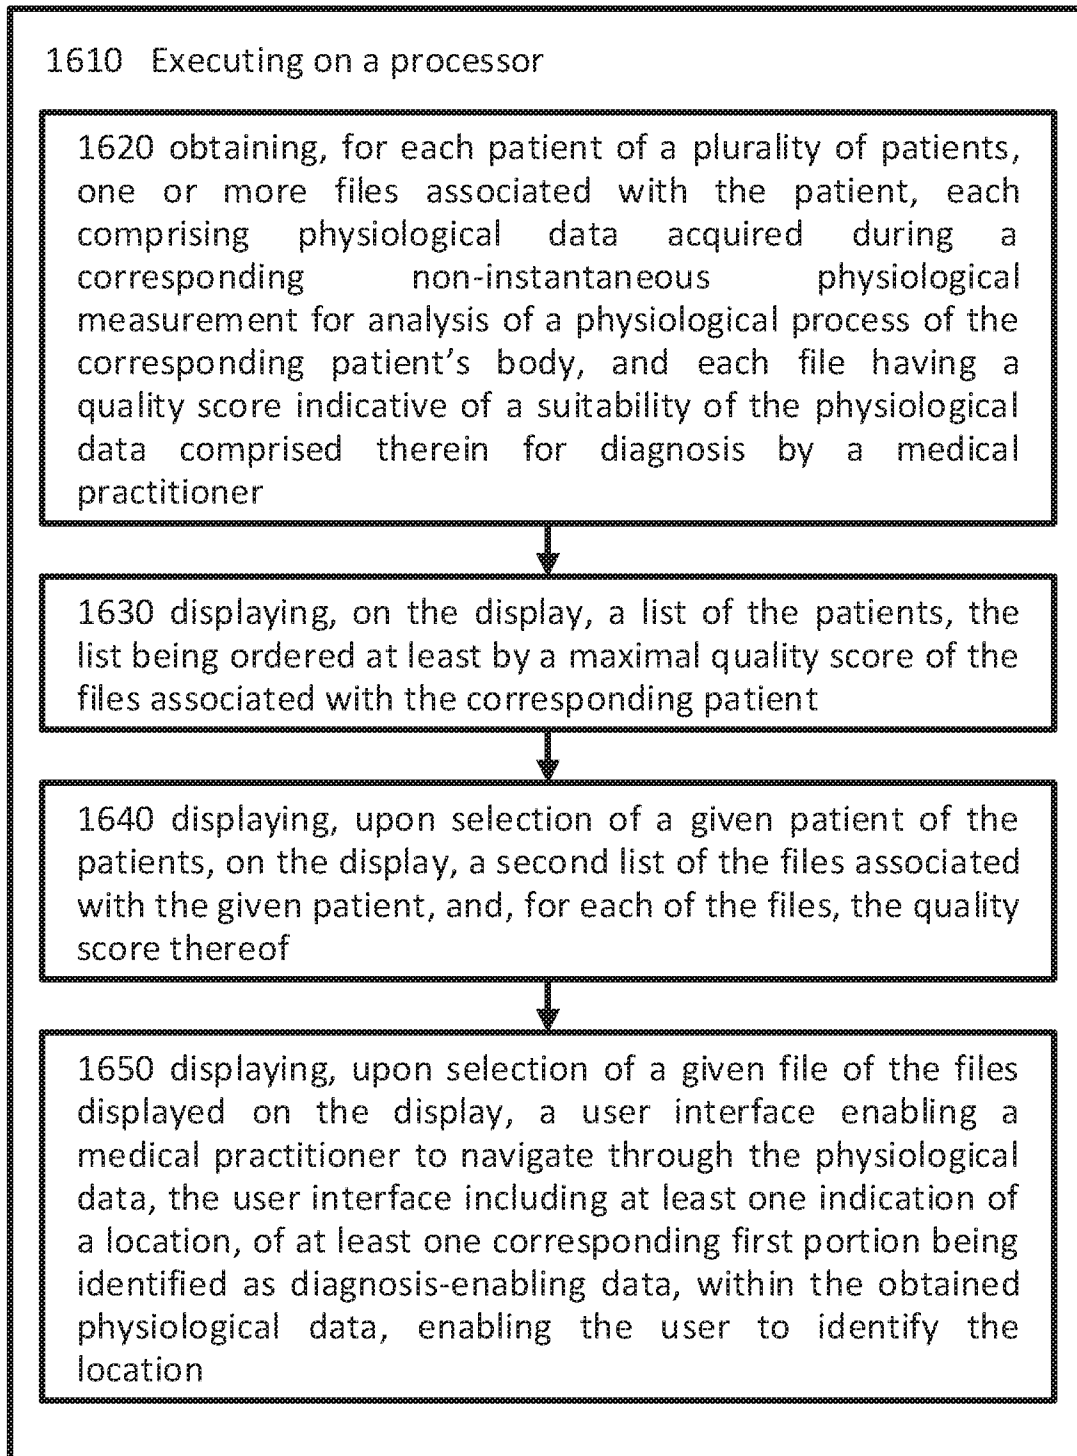 1610 Executing on a processor
1620 obtaining, for each patient of a plurality of patients,
one or more files associated with the patient, each
comprising physiological data acquired during a
corresponding non-instantaneous physiological
measurement for analysis of a physiological process of the
corresponding patient's body, and each file having a
quality score indicative of a suitability of the physiological
data comprised therein for diagnosis by a medical
practitioner
1630 displaying, on the display, a list of the patients, the
list being ordered at least by a maximal quality score of the
files associated with the corresponding patient
1640 displaying, upon selection of a given patient of the
patients, on the display, a second list of the files associated
with the given patient, and, for each of the files, the quality
score thereof
1650 displaying, upon selection of a given file of the files
displayed on the display, a user interface enabling a
medical practitioner to navigate through the physiological
data, the user interface including at least one indication of
a location, of at least one corresponding first portion being
identified as diagnosis-enabling data, within the obtained
physiological data, enabling the user to identify the
location